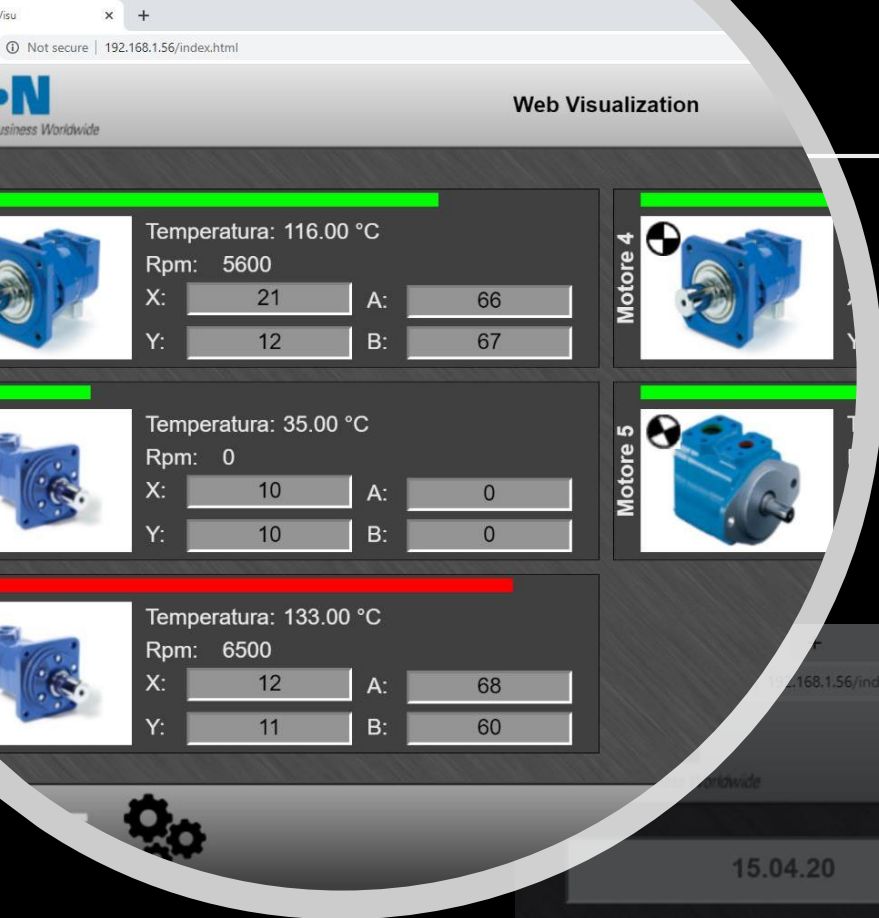 Visu
Not secure | 192.168.1.56/index.html
N
usiness Worldwide
Web Visualization
Temperatura: 116.00 °C
Rpm: 5600
X: 21 A: 66
Y: 12 B: 67
Motore 4
Y
Temperatura: 35.00 °C
Rpm: 0
X: 10 A: 0
Y: 10 B: 0
Motore 5
Temperatura: 133.00 °C
Rpm: 6500
X: 12 A: 68
Y: 11 B: 60
192.168.1.56/ind
Worldwide
15.04.20